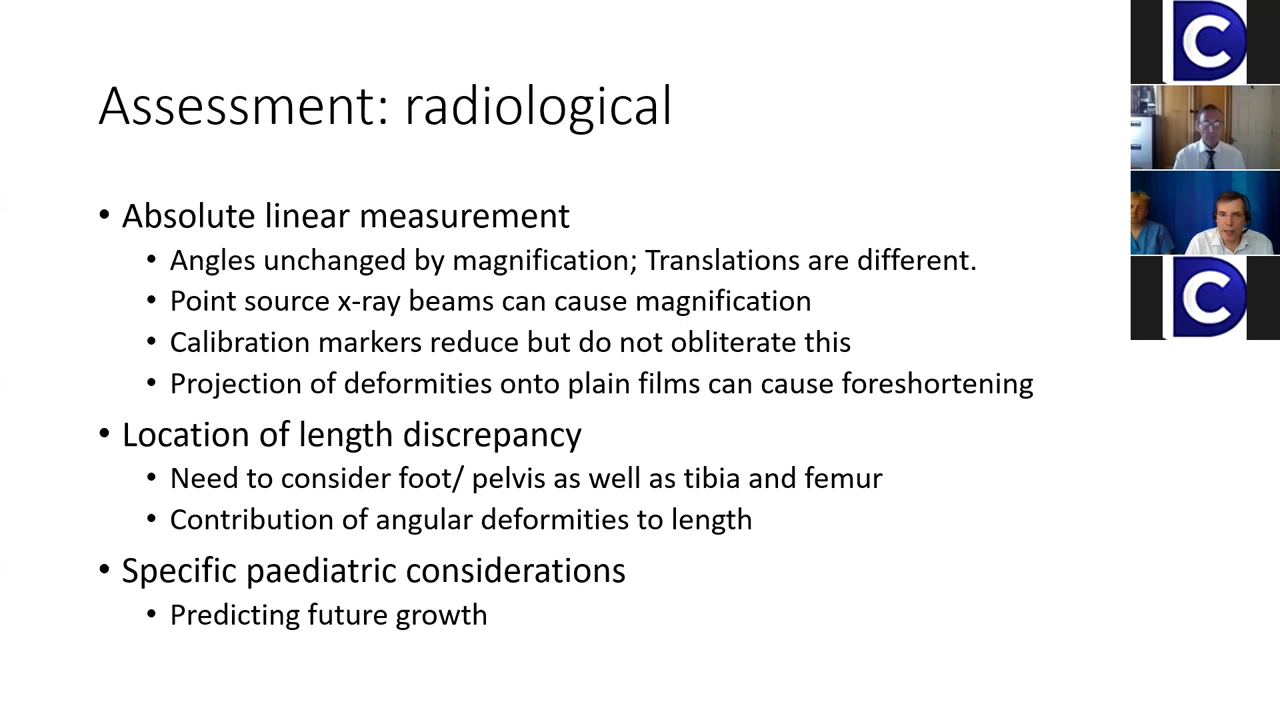 Assessment: radiological
• Absolute linear measurement
• Angles unchanged by magnification; Translations are different.
• Point source x-ray beams can cause magnification
• Calibration markers reduce but do not obliterate this
• Projection of deformities onto plain films can cause foreshortening
• Location of length discrepancy
• Need to consider foot/ pelvis as well as tibia and femur
• Contribution of angular deformities to length
• Specific paediatric considerations
• Predicting future growth
C
C